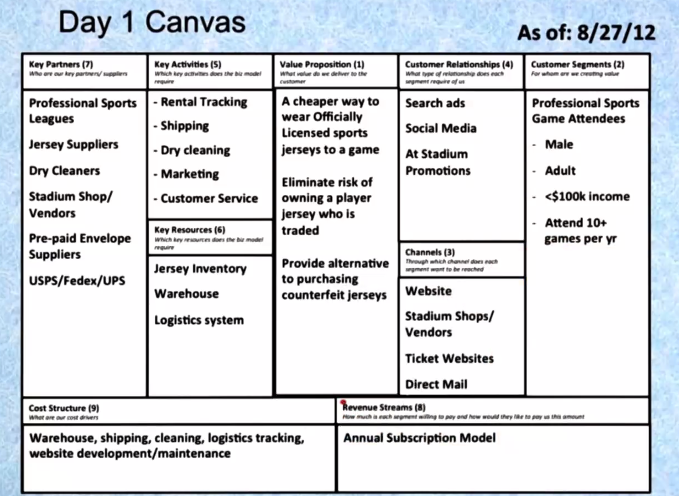 Day 1 Canvas
As of: 8/27/12
Key Partners (7)
Who are our key partners/ suppliers
Professional Sports
Leagues
Jersey Suppliers
Dry Cleaners
Stadium Shop/
Vendors
Pre-paid Envelope
Suppliers
USPS/Fedex/UPS
Key Activities (5)
Which key activities does the biz model
require
- Rental Tracking
- Shipping
- Dry cleaning
- Marketing
- Customer Service
Key Resources (6)
Which key resources does the biz model
require
Jersey Inventory
Warehouse
Logistics system
Value Proposition (1)
What value do we deliver to the
customer
A cheaper way to
wear Officially
Licensed sports
jerseys to a game
Eliminate risk of
owning a player
jersey who is
traded
Provide alternative
to purchasing
counterfeit jerseys
Customer Relationships (4)
What type of relationship does each
segment require of us
Search ads
Social Media
At Stadium
Promotions
Channels (3)
Through which channel does each
segment want to be reached
Website
Stadium Shops/
Vendors
Ticket Websites
Direct Mail
Customer Segments (2)
For whom are we creating value
Professional Sports
Game Attendees
- Male
- Adult
- <$100k income
- Attend 10+
games per yr
Cost Structure (9)
What are our cost drivers
Warehouse, shipping, cleaning, logistics tracking,
website development/maintenance
Revenue Streams (8)
How much is each segment willing to pay and how would they like to pay us this amount
Annual Subscription Model